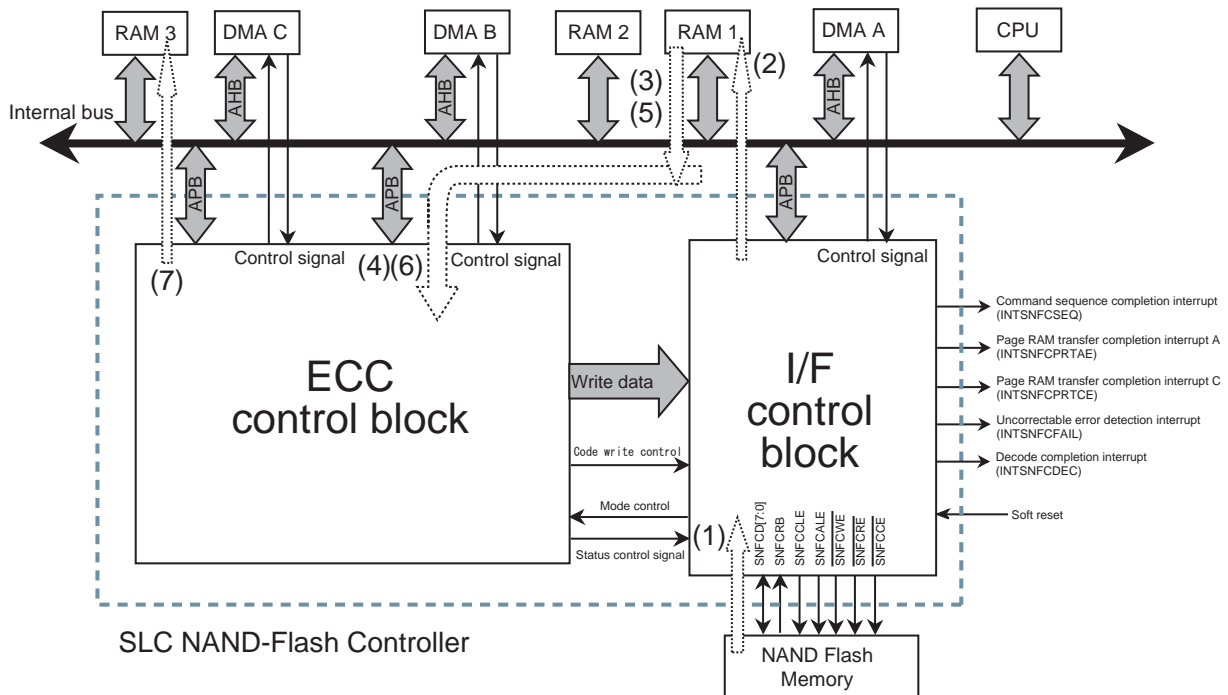 RAM 3
DMA C
DMA B
RAM 2
RAM 1
DMA A
CPU
(2)
(3)
(5)
AHB
AHB
AHB
Internal bus
APB
APB
APB
Control signal
(4)(6)
Control signal
Control signal
(7)
ECC
control block
Write data
I/F
control
block
Code write control
Mode control
Status control signal
(1)
Command sequence completion interrupt
(INTSNFCSEQ)
Page RAM transfer completion interrupt A
(INTSNFCPRTAE)
Page RAM transfer completion interrupt C
(INTSNFCPRTCE)
Uncorrectable error detection interrupt
(INTSNFCFAIL)
Decode completion interrupt
(INTSNFCDEC)
Soft reset
SNFCD[7:0]
SNFCRB
SNFCCLE
SNFCALE
SNFCWE
SNFCRE
SNFCCE
SLC NAND-Flash Controller
NAND Flash
Memory